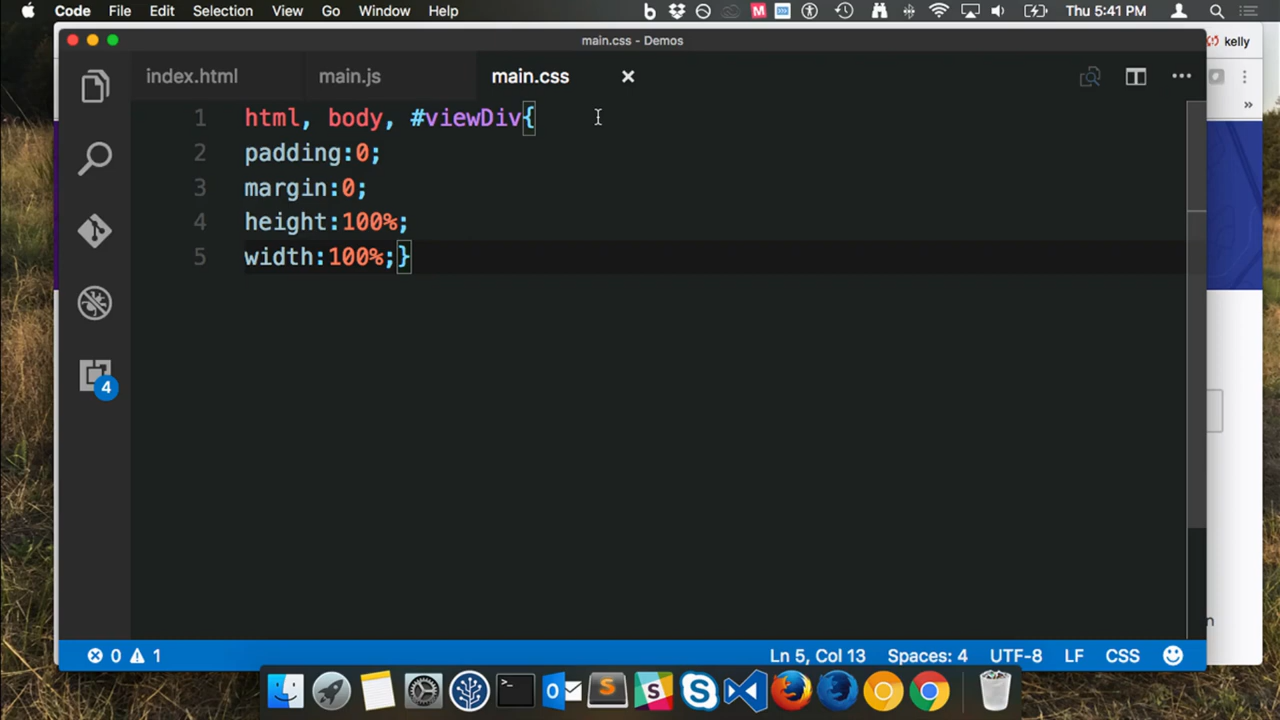 Code File Edit Selection View Go Window Help Thu 5:41 PM
main.css - Demos
kelly
index.html main.js main.css
1 html, body, #viewDiv{
2 padding:0;
3 margin:0;
4 height:100%;
5 width:100%;}
4
0 1 Ln 5, Col 13 Spaces: 4 UTF-8 LF CSS